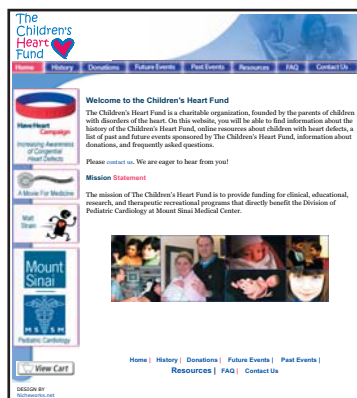 The
Children's
Heart
Fund
Home
History
Donations
Future Events
Past Events
Resources
FAQ
Contact Us
Have Heart
Campaign
Increasing Awareness
of Congenital
Heart Defects
A Movie For Medicine
Matt
Strain
Mount
Sinai
MSSM
Pediatric Cardiology
View Cart
DESIGN BY
Nicheworks.net
Welcome to the Children's Heart Fund
The Children's Heart Fund is a charitable organization, founded by the parents of children
with disorders of the heart. On this website, you will be able to find information about the
history of the Children's Heart Fund, online resources about children with heart defects, a
list of past and future events sponsored by The Children's Heart Fund, information about
donations, and frequently asked questions.
Please contact us. We are eager to hear from you!
Mission Statement
The mission of The Children's Heart Fund is to provide funding for clinical, educational,
research, and therapeutic recreational programs that directly benefit the Division of
Pediatric Cardiology at Mount Sinai Medical Center.
Home | History | Donations | Future Events | Past Events |
Resources | FAQ | Contact Us